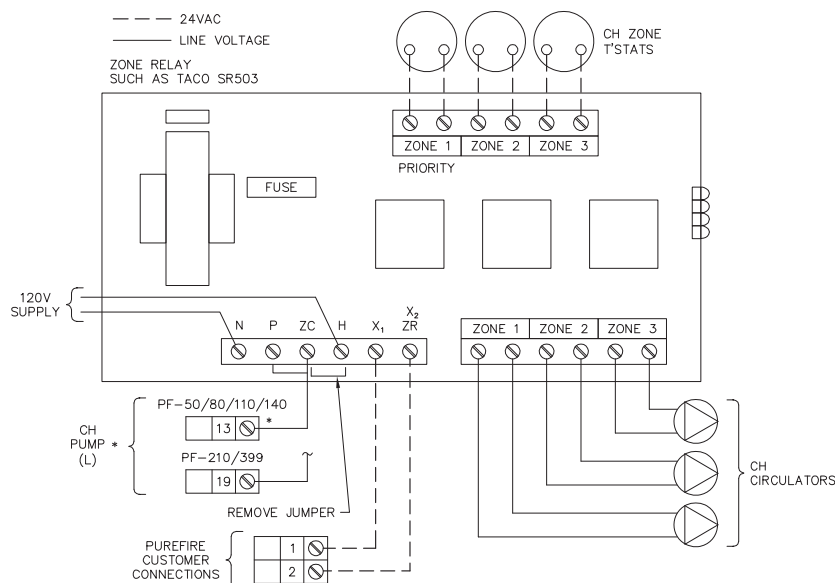 24VAC
LINE VOLTAGE
ZONE RELAY
SUCH AS TACO SR503
CH ZONE
T'STATS
ZONE 1 ZONE 2 ZONE 3
PRIORITY
FUSE
120V
SUPPLY
N P ZC H X₁ X₂
ZR
ZONE 1 ZONE 2 ZONE 3
PF-50/80/110/140
13 *
CH
PUMP *
(L)
PF-210/399
19
REMOVE JUMPER
CH
CIRCULATORS
PUREFIRE
CUSTOMER
CONNECTIONS
1
2